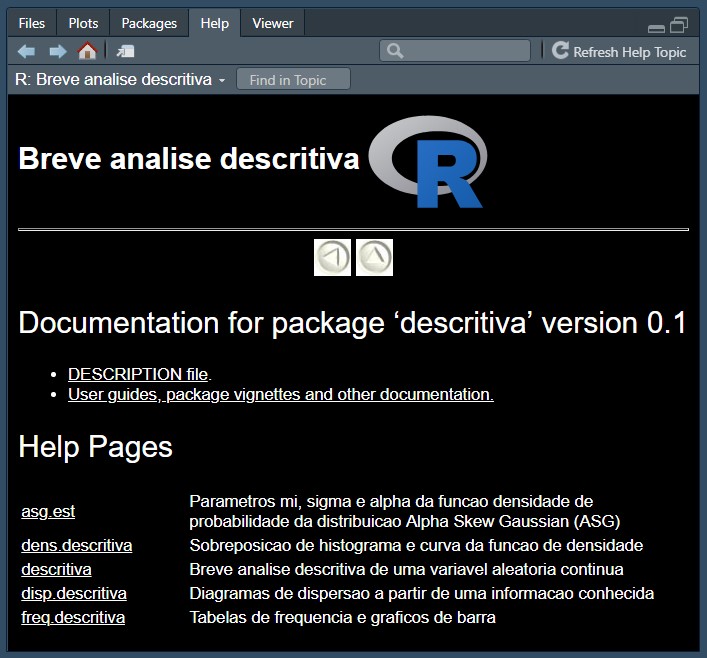 Files Plots Packages Help Viewer
Refresh Help Topic
R: Breve analise descritiva Find in Topic
Breve analise descritiva R
Documentation for package ‘descritiva’ version 0.1
• DESCRIPTION file.
• User guides, package vignettes and other documentation.
Help Pages
asg.est Parametros mi, sigma e alpha da funcao densidade de
probabilidade da distribuicao Alpha Skew Gaussian (ASG)
dens.descritiva Sobreposicao de histograma e curva da funcao de densidade
descritiva Breve analise descritiva de uma variavel aleatoria continua
disp.descritiva Diagramas de dispersao a partir de uma informacao conhecida
freq.descritiva Tabelas de frequencia e graficos de barra